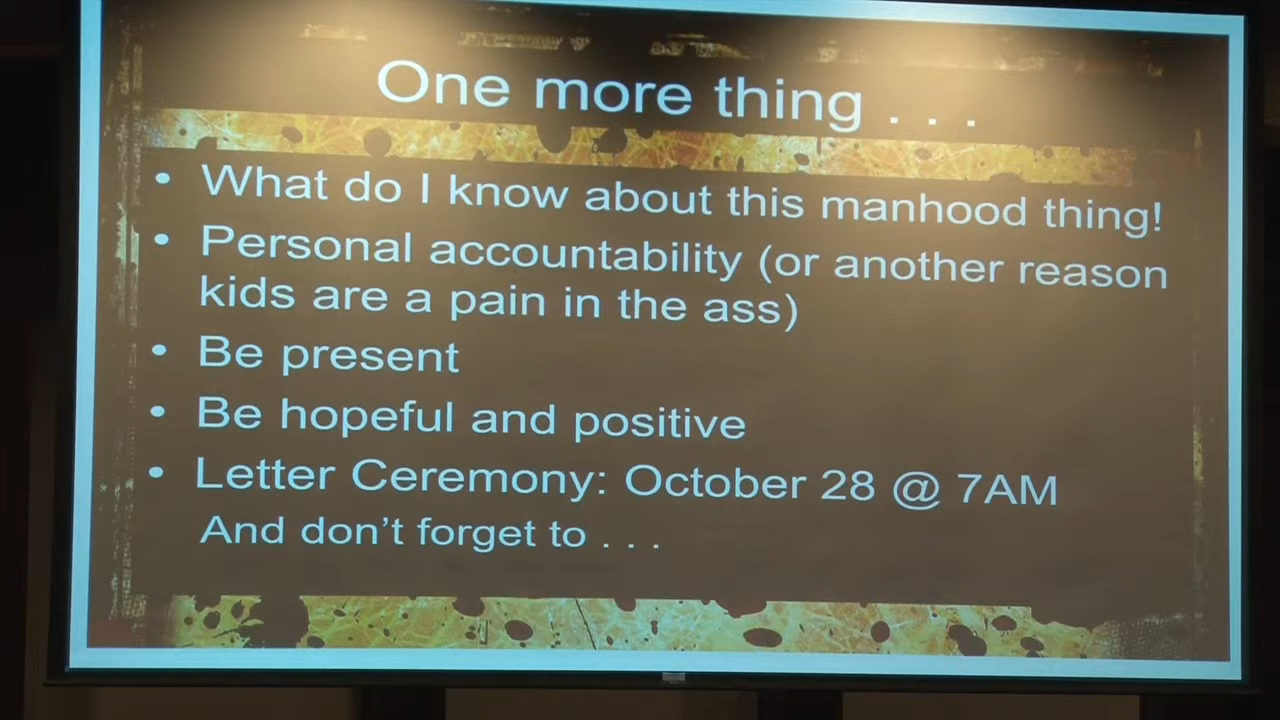 One more thing . . .
• What do I know about this manhood thing!
• Personal accountability (or another reason
kids are a pain in the ass)
• Be present
• Be hopeful and positive
• Letter Ceremony: October 28 @ 7AM
And don’t forget to . . .